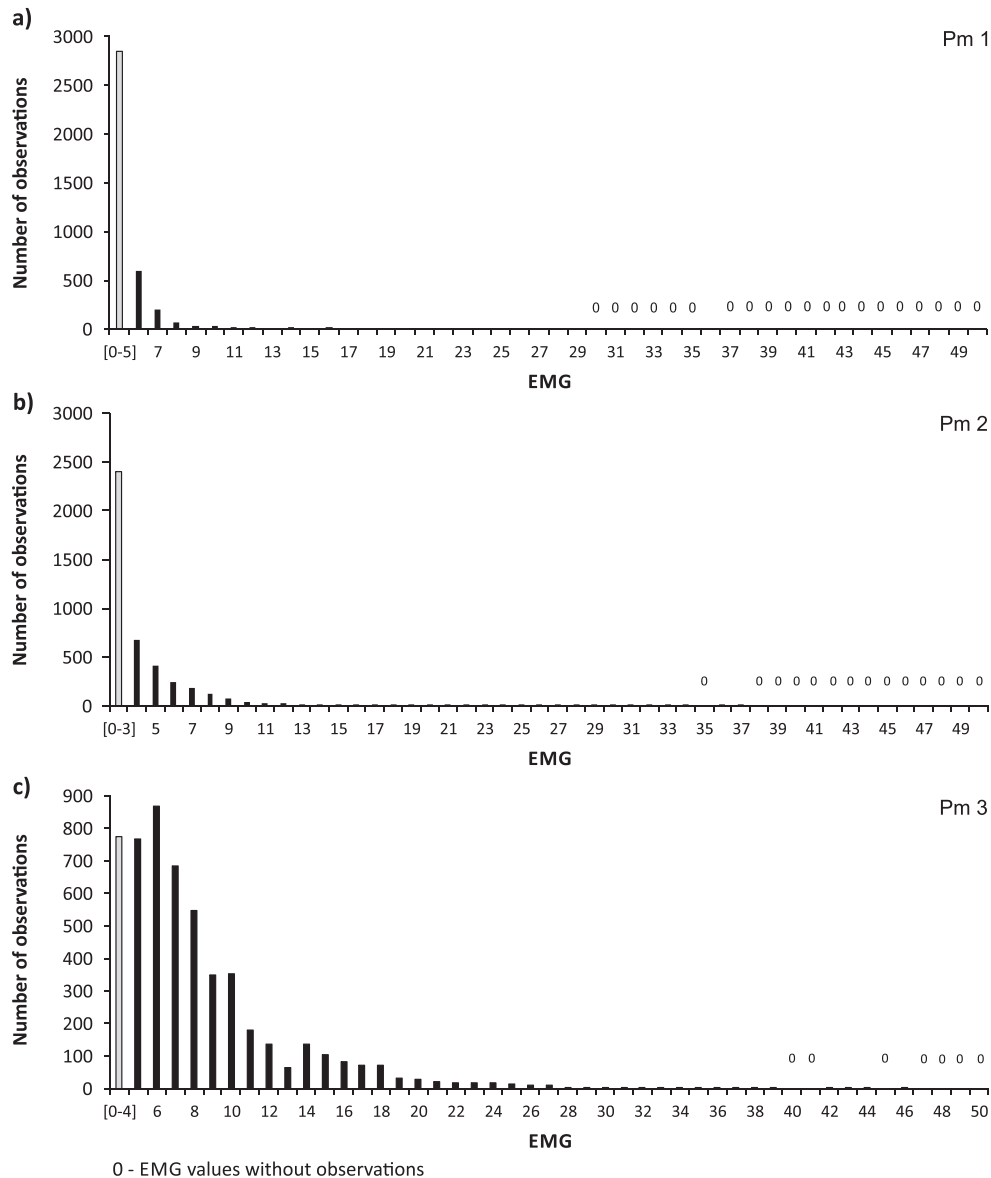 a)
Pm 1
Number of observations
3000
2500
2000
1500
1000
500
0
0 0 0 0 0 0 0 0 0 0 0 0 0 0 0 0 0 0 0 0
[0-5] 7 9 11 13 15 17 19 21 23 25 27 29 31 33 35 37 39 41 43 45 47 49
EMG
b)
Pm 2
Number of observations
3000
2500
2000
1500
1000
500
0
0 0 0 0 0 0 0 0 0 0 0 0 0 0
[0-3] 5 7 9 11 13 15 17 19 21 23 25 27 29 31 33 35 37 39 41 43 45 47 49
EMG
c)
Pm 3
Number of observations
900
800
700
600
500
400
300
200
100
0
0 0 0 0 0 0 0
[0-4] 6 8 10 12 14 16 18 20 22 24 26 28 30 32 34 36 38 40 42 44 46 48 50
EMG
0 - EMG values without observations